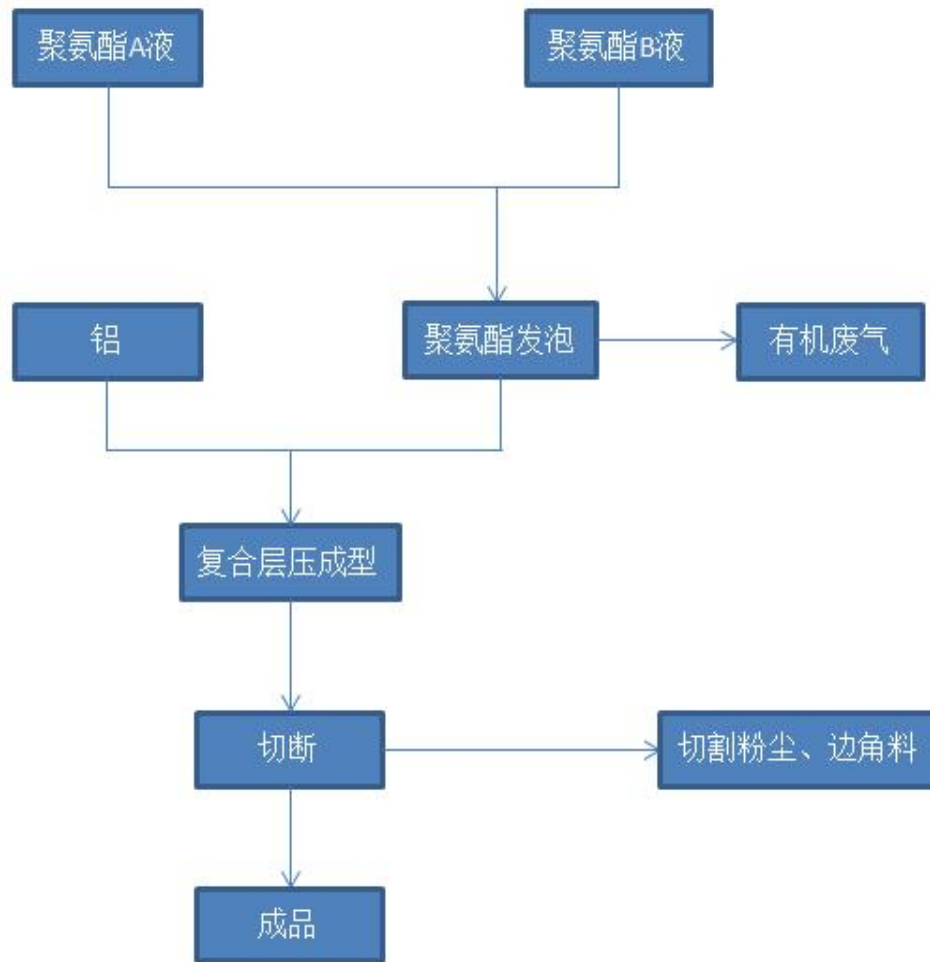 聚氨酯A液
聚氨酯B液
铝
聚氨酯发泡
有机废气
复合层压成型
切断
切割粉尘、边角料
成品